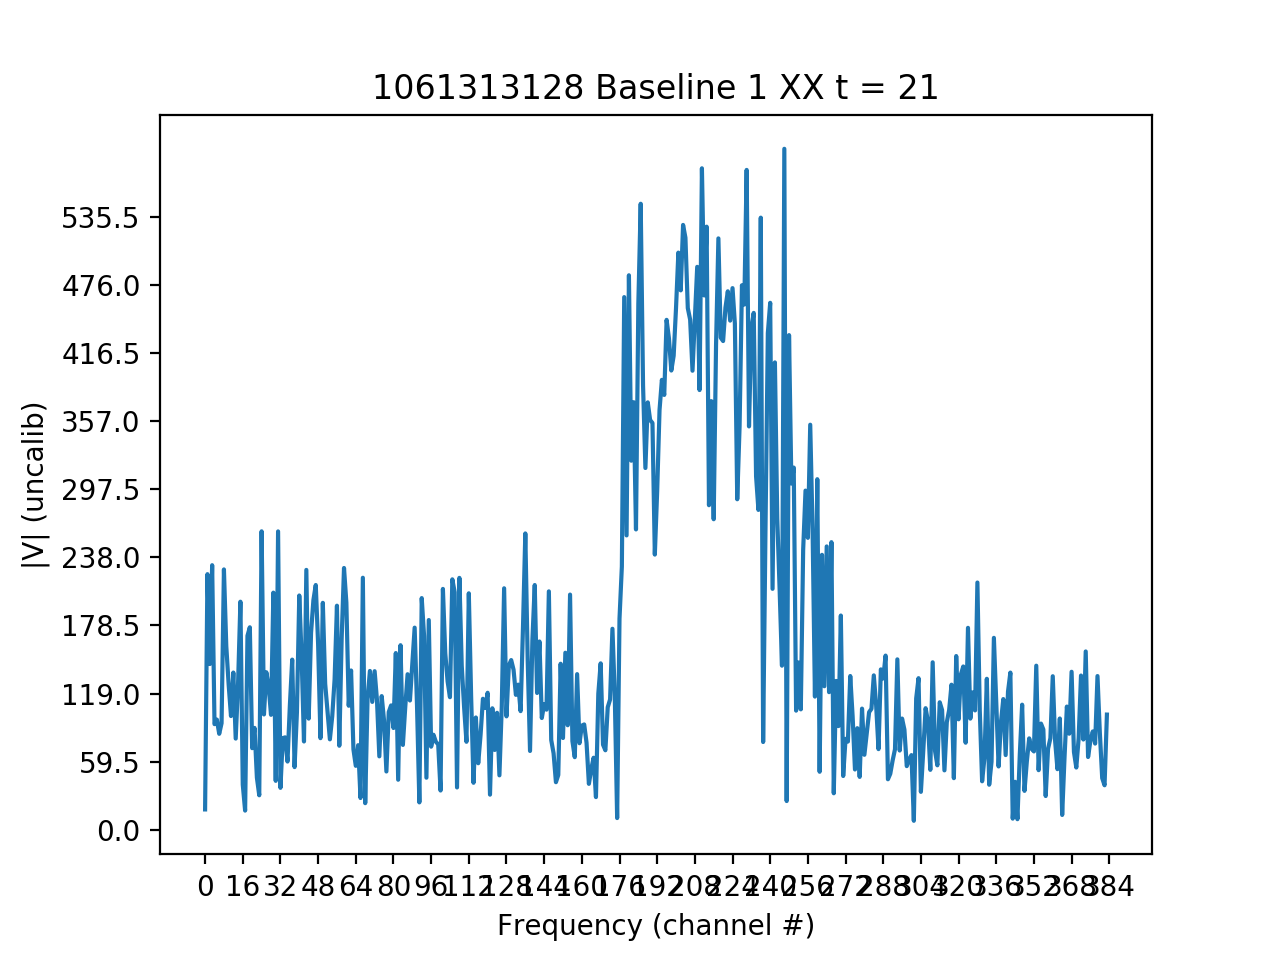 1061313128 Baseline 1 XX t = 21
535.5
476.0
416.5
357.0
297.5
238.0
178.5
119.0
59.5
0.0
|V| (uncalib)
0 16 32 48 64 80 96 112 128 144 160 176 192 208 224 240 256 272 288 304 320 336 352 368 384
Frequency (channel #)